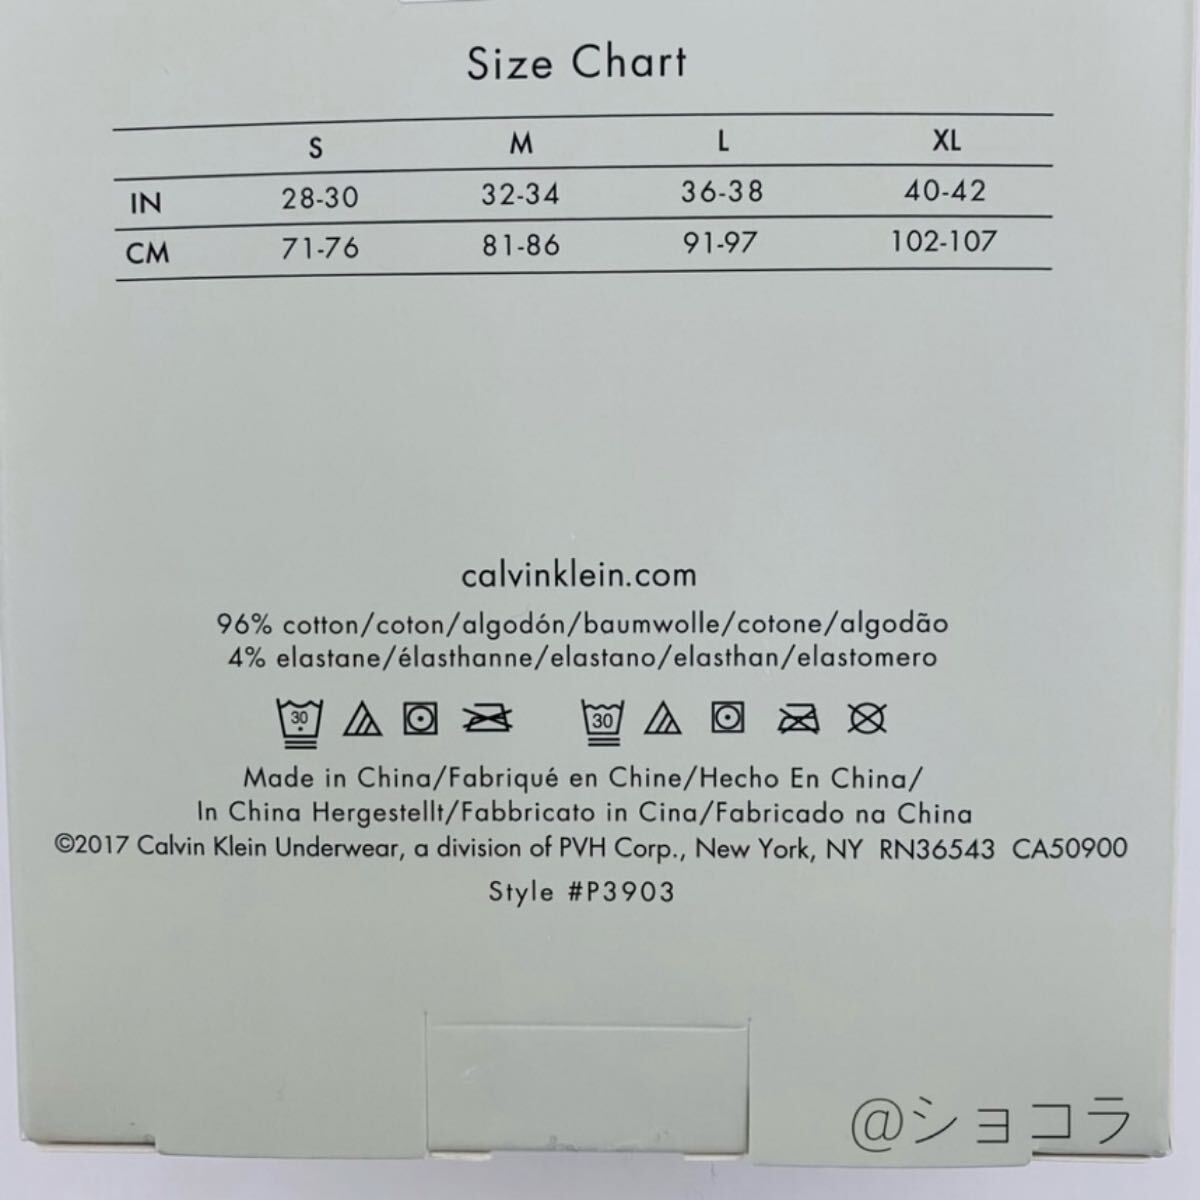 Size Chart
S M L XL
IN 28-30 32-34 36-38 40-42
CM 71-76 81-86 91-97 102-107
calvinklein.com
96% cotton/coton/algodón/baumwolle/cotone/algodão
4% elastane/élasthanne/elastano/elasthan/elastomero
30 30
Made in China/Fabriqué en Chine/Hecho En China/
In China Hergestellt/Fabbricato in Cina/Fabricado na China
©2017 Calvin Klein Underwear, a division of PVH Corp., New York, NY RN36543 CA50900
Style #P3903
@ショコラ